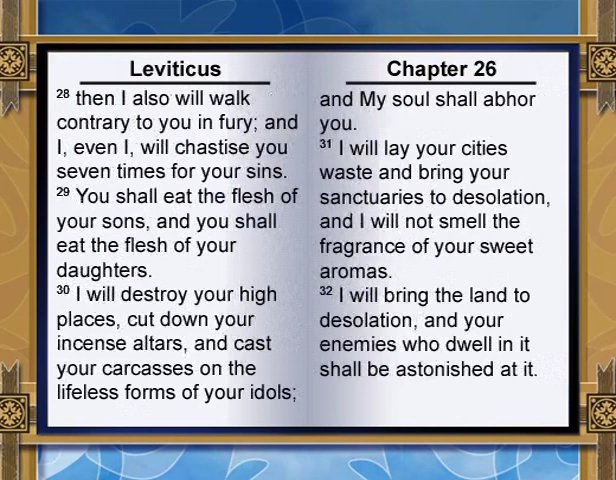 Leviticus
28 then I also will walk
contrary to you in fury; and
I, even I, will chastise you
seven times for your sins.
29 You shall eat the flesh of
your sons, and you shall
eat the flesh of your
daughters.
30 I will destroy your high
places, cut down your
incense altars, and cast
your carcasses on the
lifeless forms of your idols;
Chapter 26
and My soul shall abhor
you.
31 I will lay your cities
waste and bring your
sanctuaries to desolation,
and I will not smell the
fragrance of your sweet
aromas.
32 I will bring the land to
desolation, and your
enemies who dwell in it
shall be astonished at it.